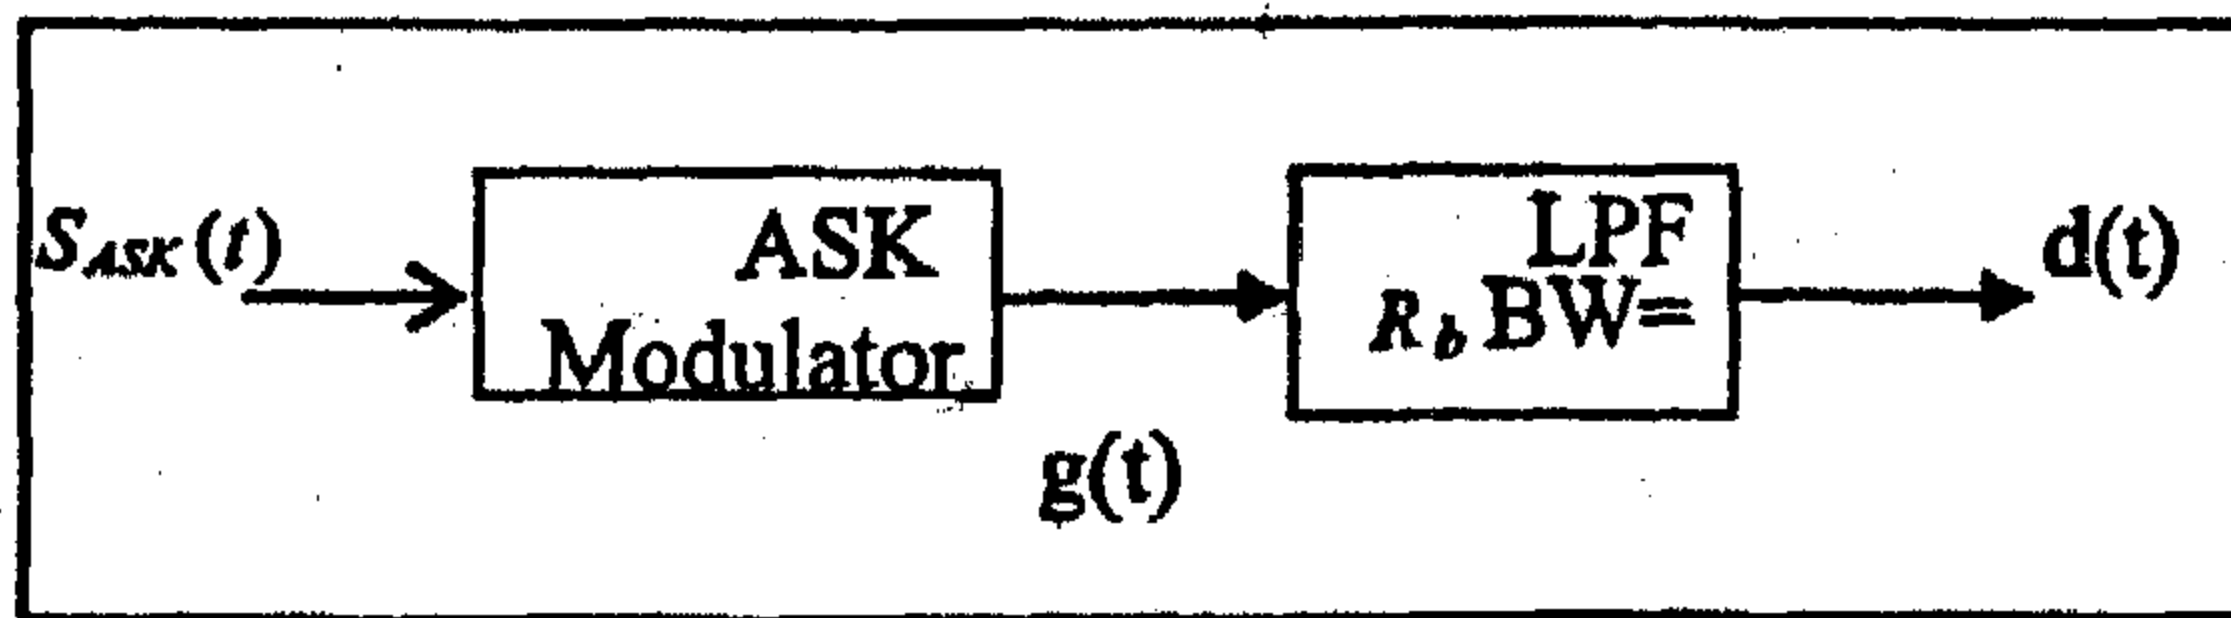 S_ASK(t)
ASK
Modulator
g(t)
LPF
R_b BW=
d(t)